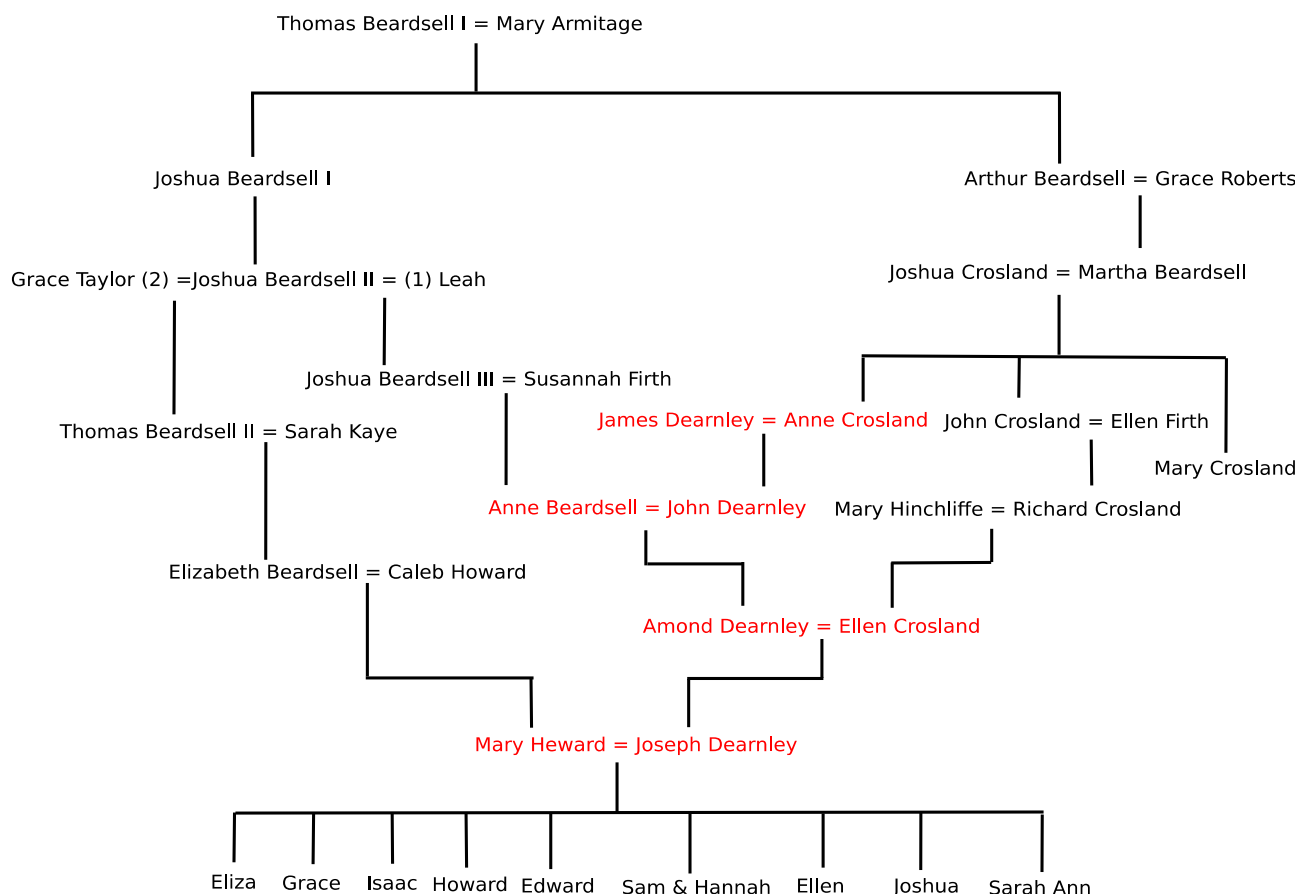 Thomas Beardsell I = Mary Armitage
Joshua Beardsell I
Arthur Beardsell = Grace Roberts
Grace Taylor (2) =Joshua Beardsell II = (1) Leah
Joshua Crosland = Martha Beardsell
Joshua Beardsell III = Susannah Firth
James Dearnley = Anne Crosland
John Crosland = Ellen Firth
Thomas Beardsell II = Sarah Kaye
Mary Crosland
Anne Beardsell = John Dearnley
Mary Hinchliffe = Richard Crosland
Elizabeth Beardsell = Caleb Howard
Amond Dearnley = Ellen Crosland
Mary Heward = Joseph Dearnley
Eliza
Grace
Isaac
Howard
Edward
Sam & Hannah
Ellen
Joshua
Sarah Ann